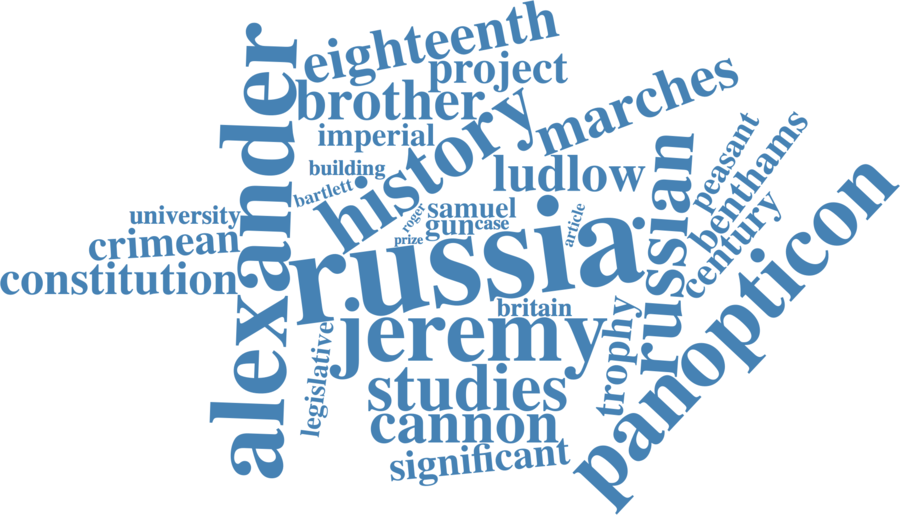 eighteenth
project
alexander
brother
marches
history
imperial
building
ludlow
bartlett
peasant
benthams
russian
university
samuel
roger
gun
case
article
prize
crimean
century
constitution
russia
panopticon
britain
jeremy
legislative
trophy
studies
cannon
significant